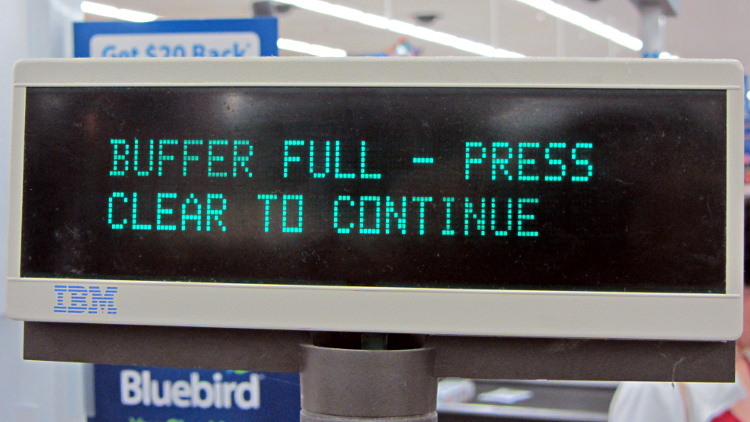 Get $20 Back*
BUFFER FULL - PRESS
CLEAR TO CONTINUE
IBM
Bluebird